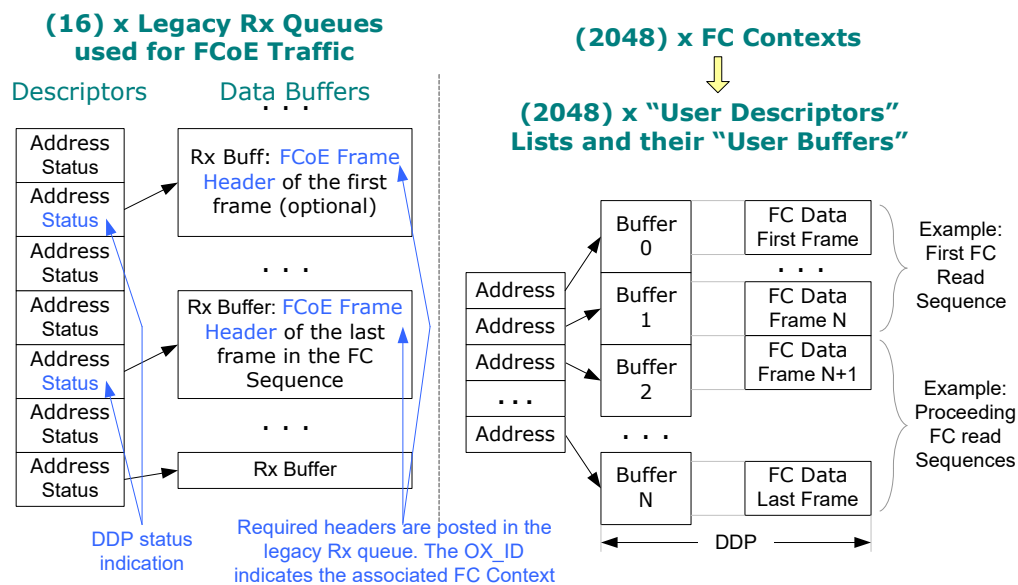 (16) x Legacy Rx Queues
used for FCoE Traffic
Descriptors
Data Buffers
. . .
Address
Status
Address
Status
Address
Status
Address
Status
Address
Status
Address
Status
Address
Status
Rx Buff: FCoE Frame
Header of the first
frame (optional)
. . .
Rx Buffer: FCoE Frame
Header of the last
frame in the FC
Sequence
. . .
Rx Buffer
DDP status
indication
Required headers are posted in the
legacy Rx queue. The OX_ID
indicates the associated FC Context
(2048) x FC Contexts
(2048) x “User Descriptors”
Lists and their “User Buffers”
Address
Address
Address
. . .
Address
Buffer
0
Buffer
1
Buffer
2
. . .
Buffer
N
FC Data
First Frame
. . .
FC Data
Frame N
FC Data
Frame N+1
FC Data
Last Frame
DDP
Example:
First FC
Read
Sequence
Example:
Proceeding
FC read
Sequences